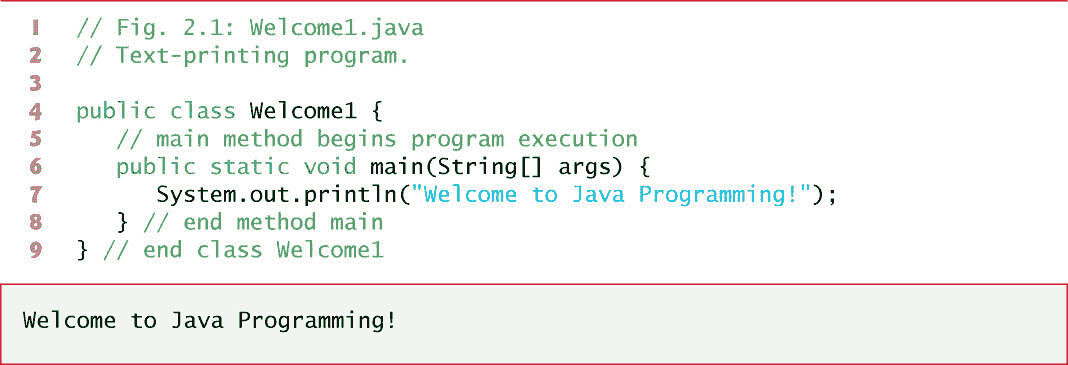 1 // Fig. 2.1: Welcome1.java
2 // Text-printing program.
3
4 public class Welcome1 {
5    // main method begins program execution
6    public static void main(String[] args) {
7       System.out.println("Welcome to Java Programming!");
8    } // end method main
9 } // end class Welcome1
Welcome to Java Programming!